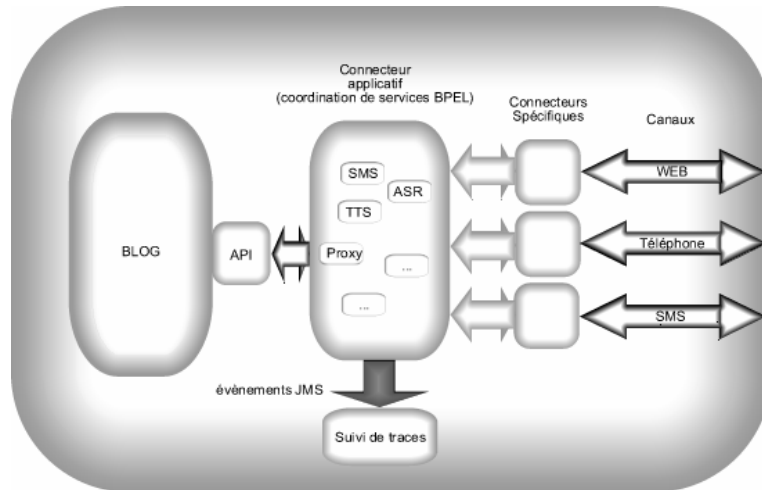 Connecteur
applicatif
(coordination de services BPEL)
Connecteurs
Spécifiques
Canaux
SMS
ASR
TTS
Proxy
...
...
BLOG
API
WEB
Téléphone
SMS
évènements JMS
Suivi de traces